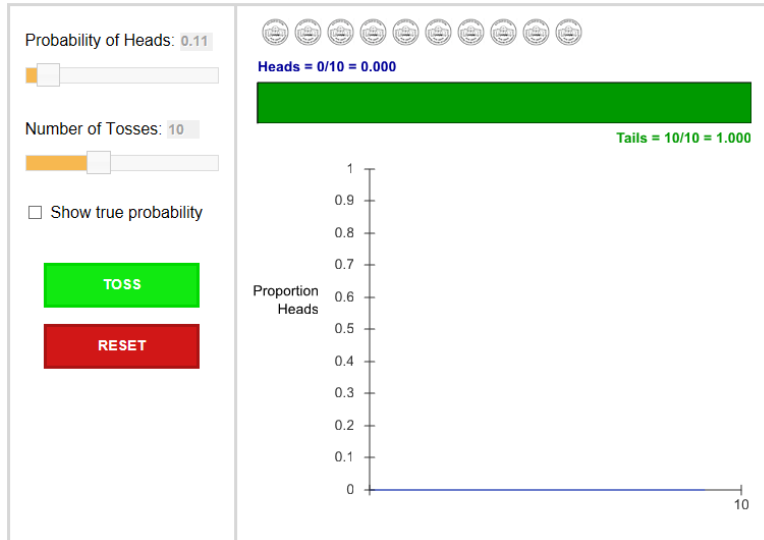 Probability of Heads: 0.11
Number of Tosses: 10
Show true probability
TOSS
RESET
Heads = 0/10 = 0.000
Tails = 10/10 = 1.000
1
0.9
0.8
0.7
Proportion
Heads
0.6
0.5
0.4
0.3
0.2
0.1
0
10